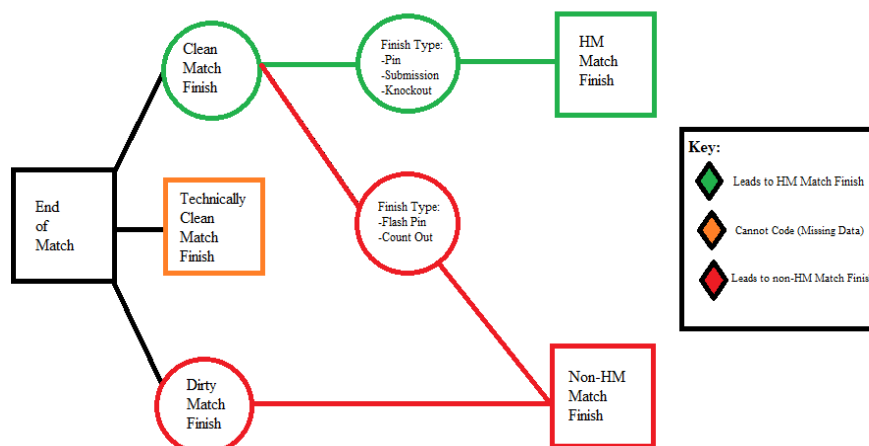 Clean
Match
Finish
Finish Type:
-Pin
-Submission
-Knockout
HM
Match
Finish
End
of
Match
Technically
Clean
Match
Finish
Finish Type:
-Flash Pin
-Count Out
Dirty
Match
Finish
Non-HM
Match
Finish
Key:
Leads to HM Match Finish
Cannot Code (Missing Data)
Leads to non-HM Match Finish